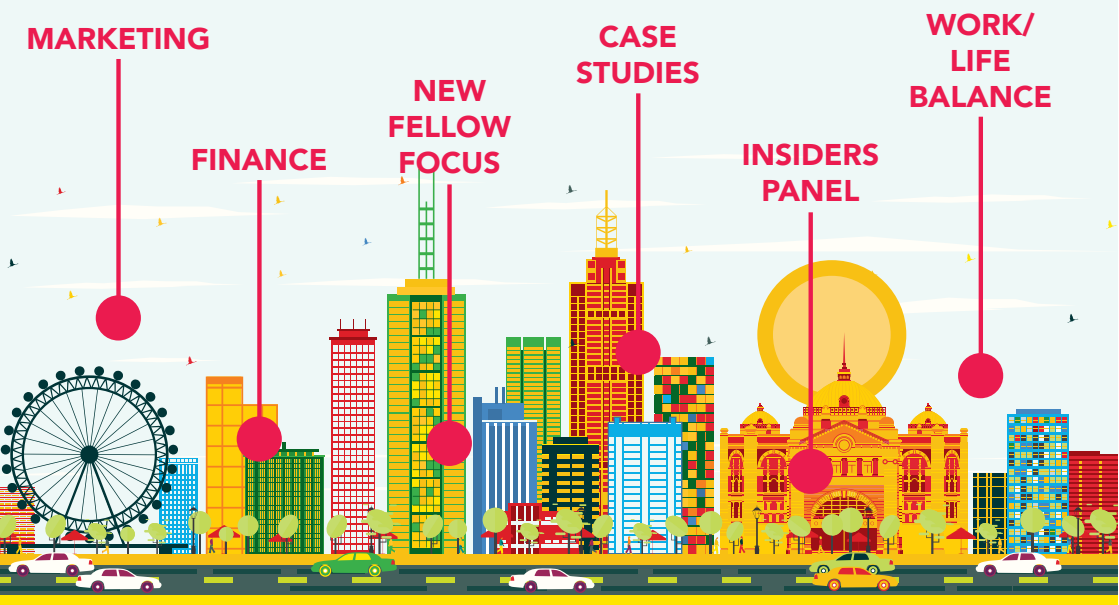 MARKETING
FINANCE
NEW
FELLOW
FOCUS
CASE
STUDIES
INSIDERS
PANEL
WORK/
LIFE
BALANCE